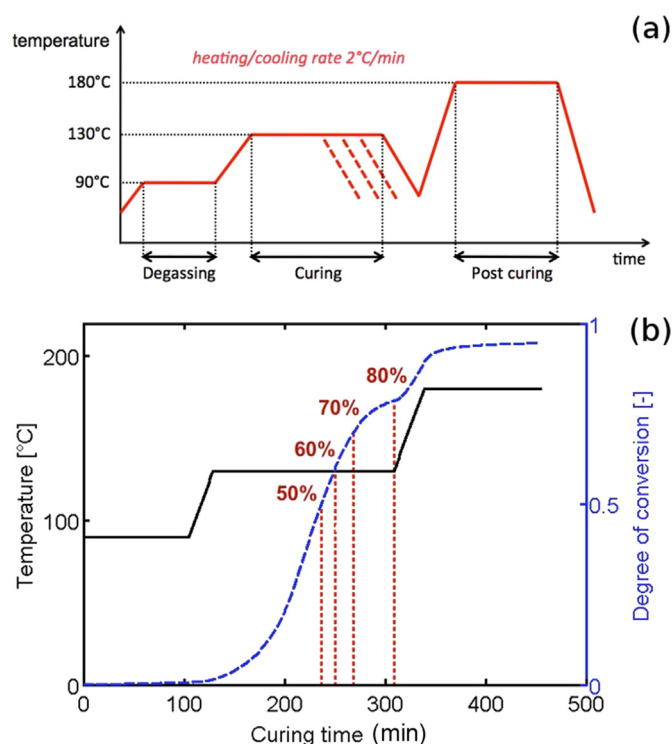 (a)
temperature
heating/cooling rate 2°C/min
180°C
130°C
90°C
time
Degassing
Curing
Post curing
(b)
200
100
0
Temperature [°C]
1
0.5
0
Degree of conversion [-]
80%
70%
60%
50%
0 100 200 300 400 500
Curing time (min)